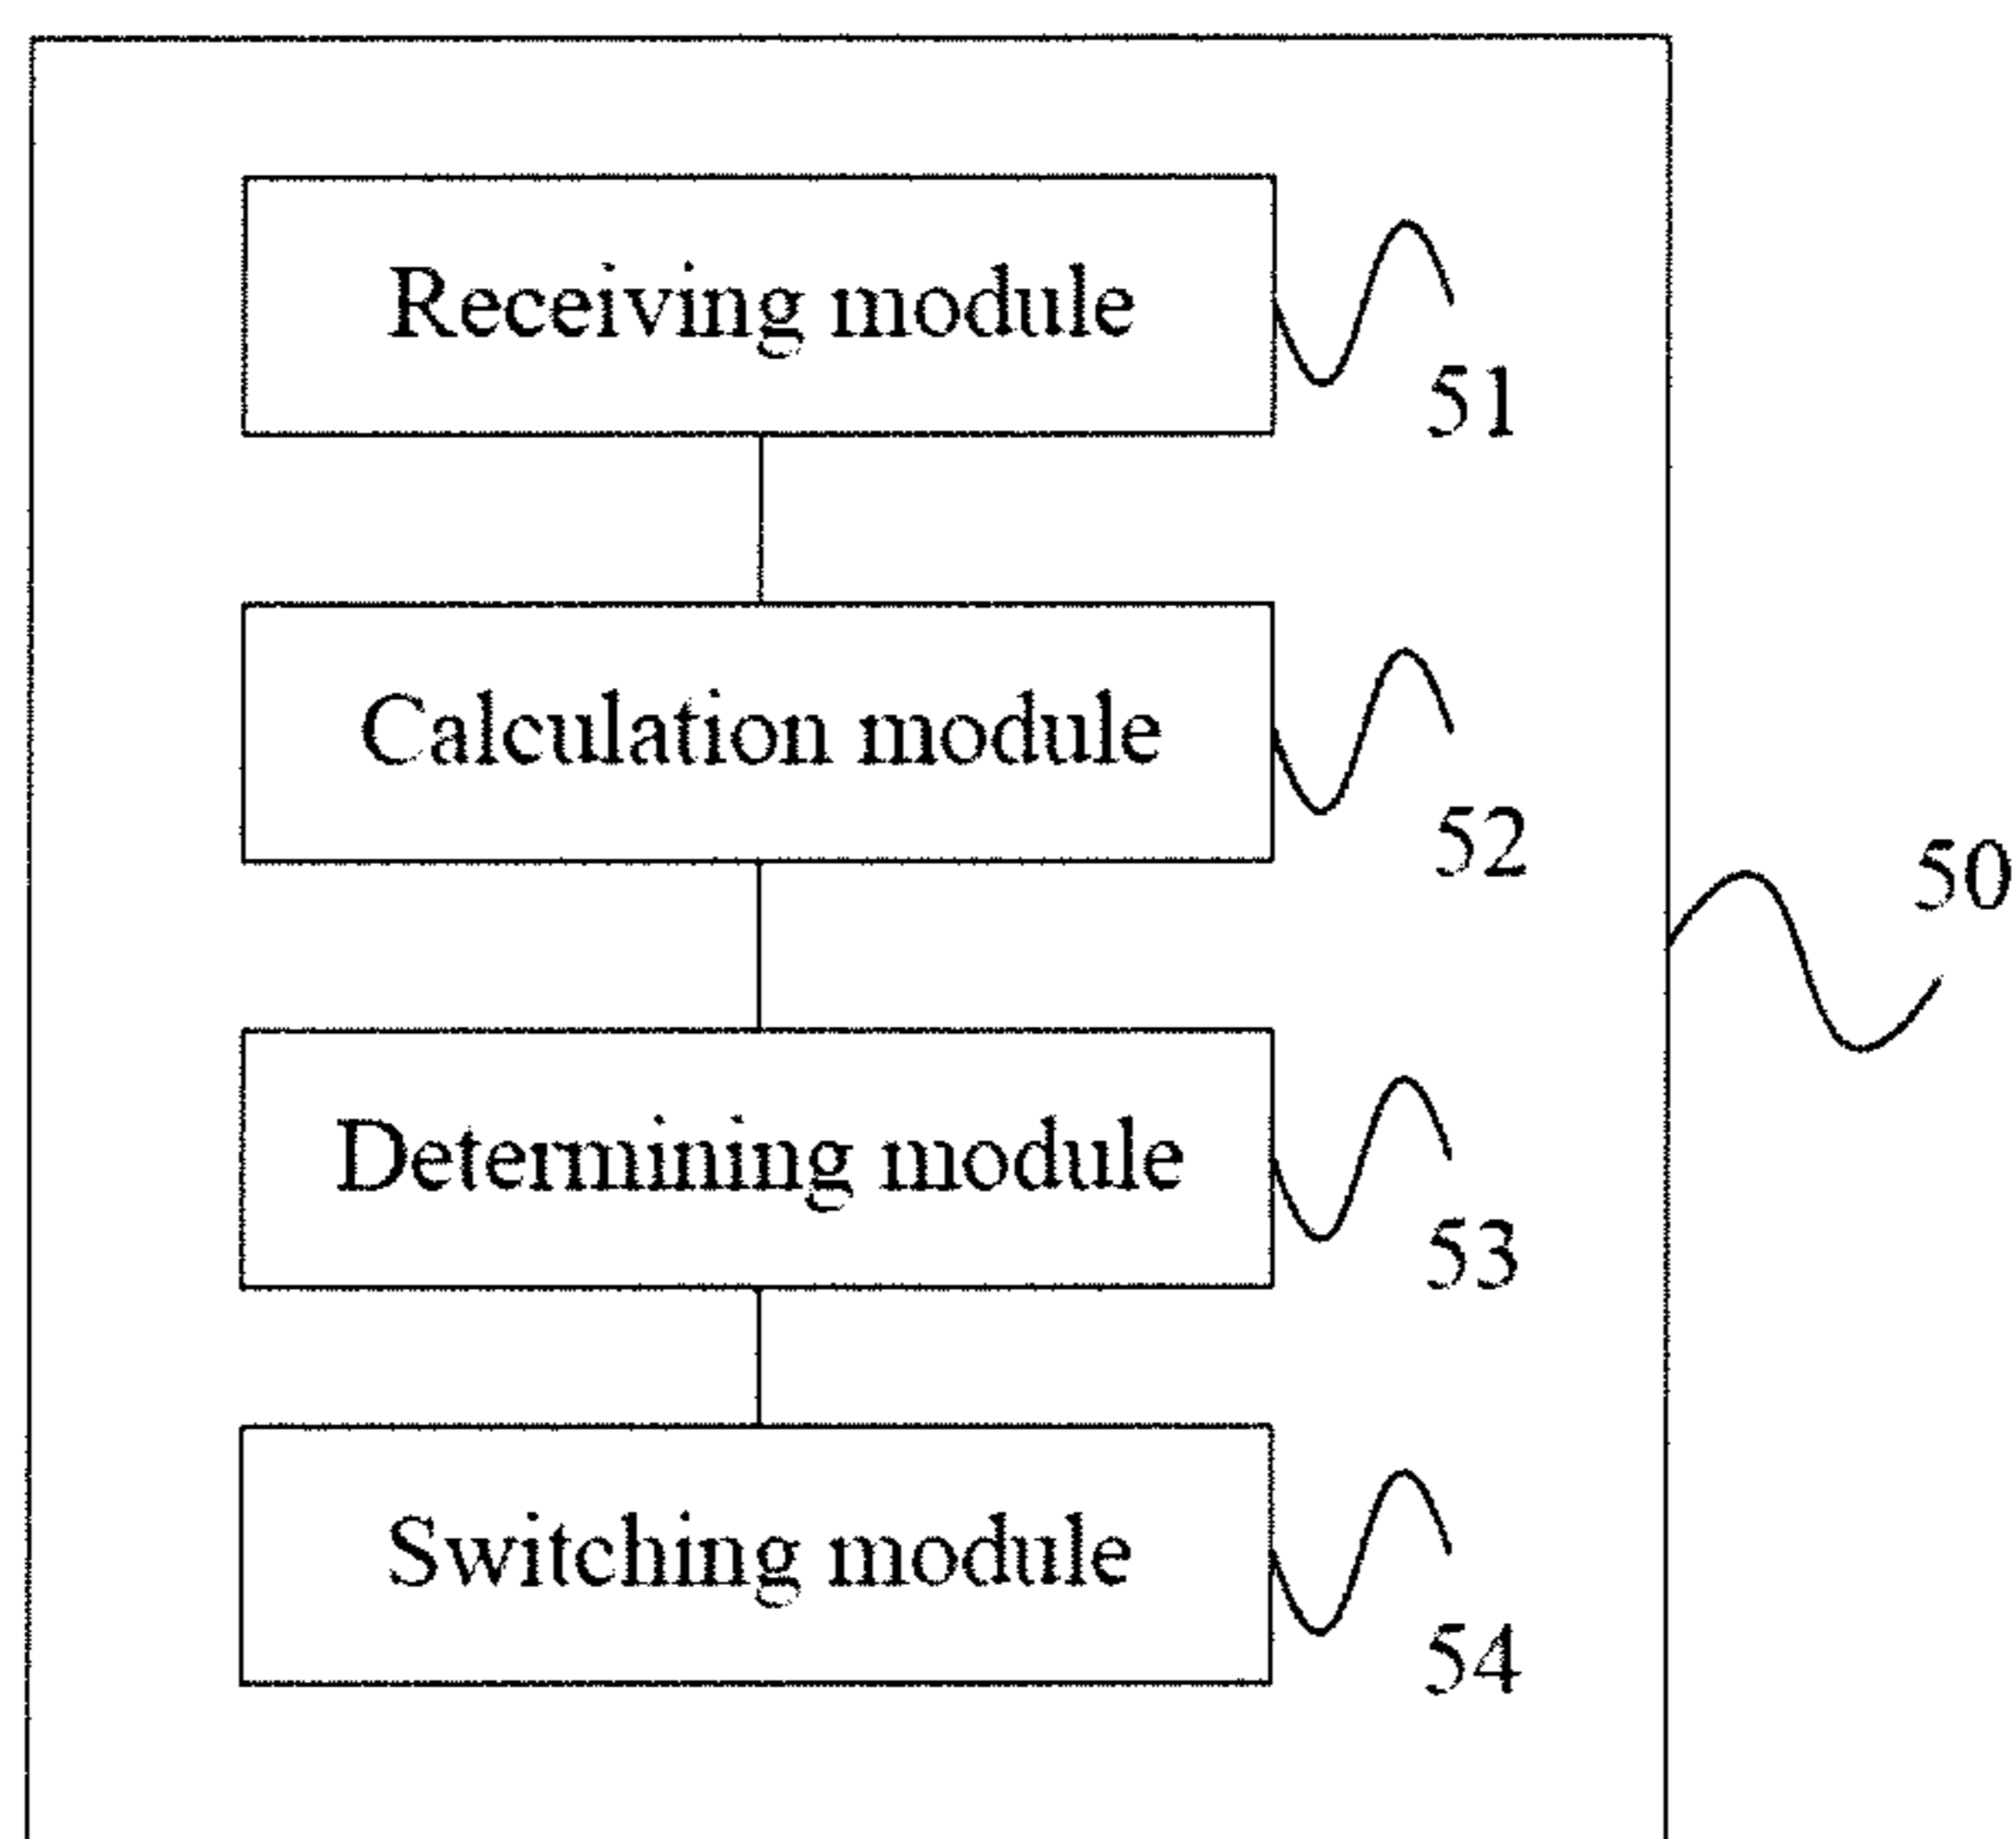 Receiving module
51
Calculation module
52
50
Determining module
53
Switching module
54